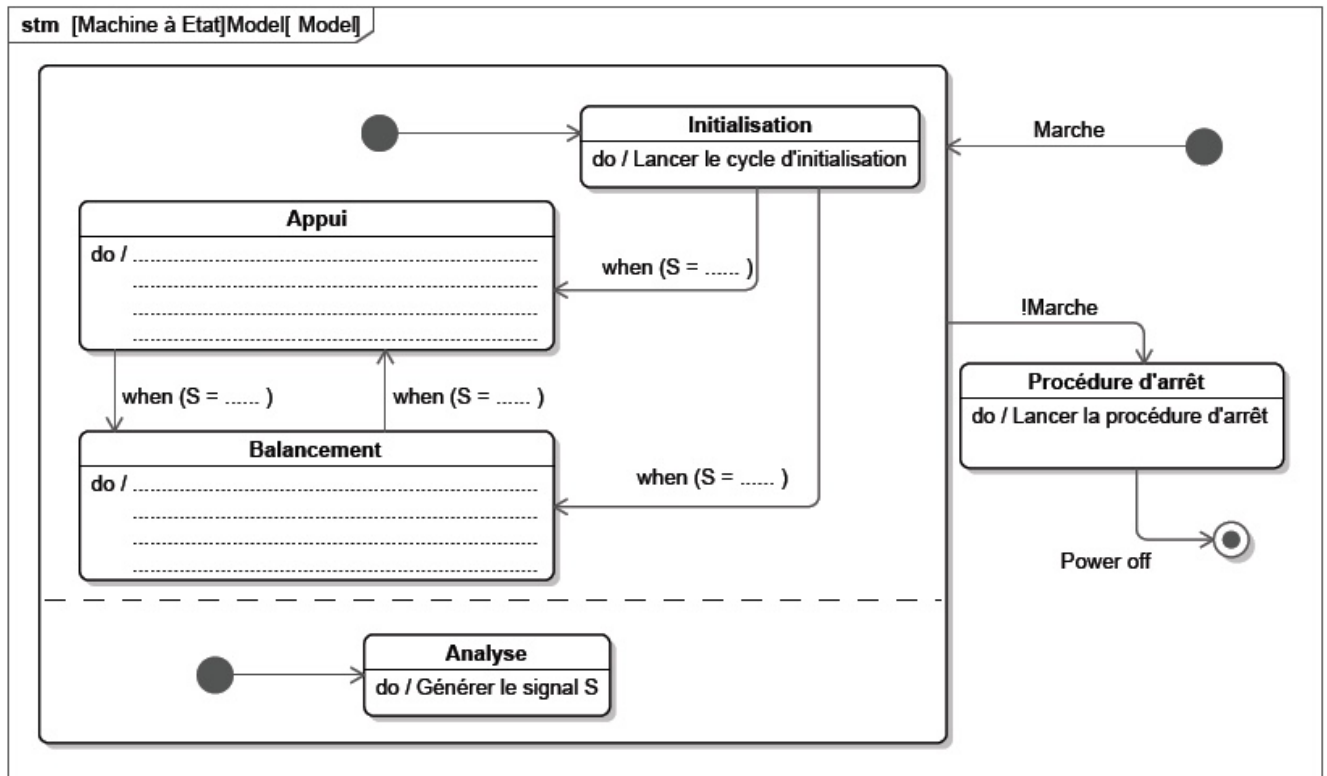 stm [Machine à Etat]Model[ Model]
Initialisation
do / Lancer le cycle d'initialisation
Marche
Appui
do / ..........................................................................
..........................................................................
..........................................................................
..........................................................................
when (S = ...... )
!Marche
when (S = ...... )
when (S = ...... )
Procédure d'arrêt
do / Lancer la procédure d'arrêt
Balancement
do / ..........................................................................
..........................................................................
..........................................................................
..........................................................................
when (S = ...... )
Power off
Analyse
do / Générer le signal S